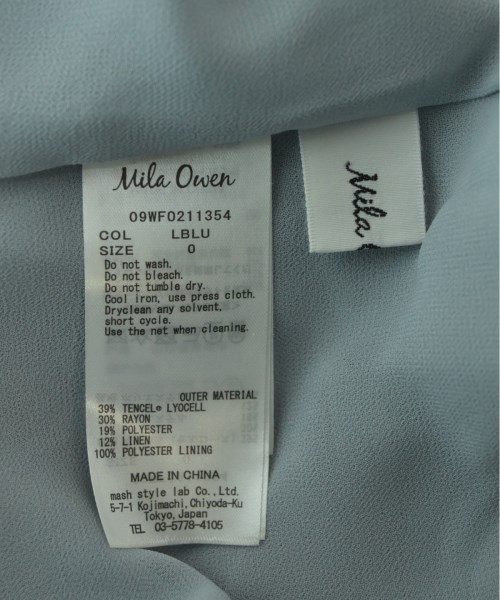 Mila Owen
09WF0211354
COL LBLU
SIZE 0
Do not wash.
Do not bleach.
Do not tumble dry.
Cool iron, use press cloth.
Dryclean any solvent,
short cycle.
Use the net when cleaning.
OUTER MATERIAL
39% TENCEL® LYOCELL
30% RAYON
19% POLYESTER
12% LINEN
100% POLYESTER LINING
MADE IN CHINA
mash style lab Co.,Ltd.
5-7-1 Kojimachi, Chiyoda-Ku
Tokyo, Japan
TEL 03-5778-4105
Mila